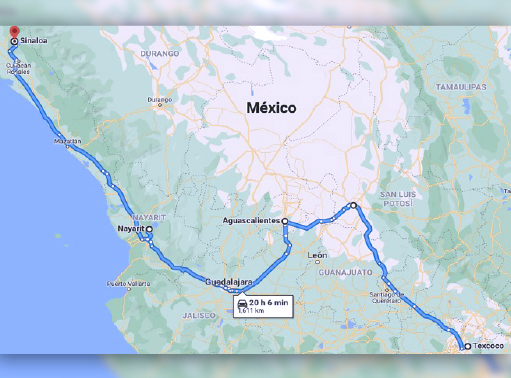 Sinaloa
Culiacán
Rosales
DURANGO
TAMAULIPAS
México
Durango
Mazatlán
SAN LUIS
POTOSÍ
NAYARIT
Nayarit
Aguascalientes
León
GUANAJUATO
Guadalajara
Puerto Vallarta
Santiago de
Querétaro
20 h 6 min
1,611 km
JALISCO
Texcoco